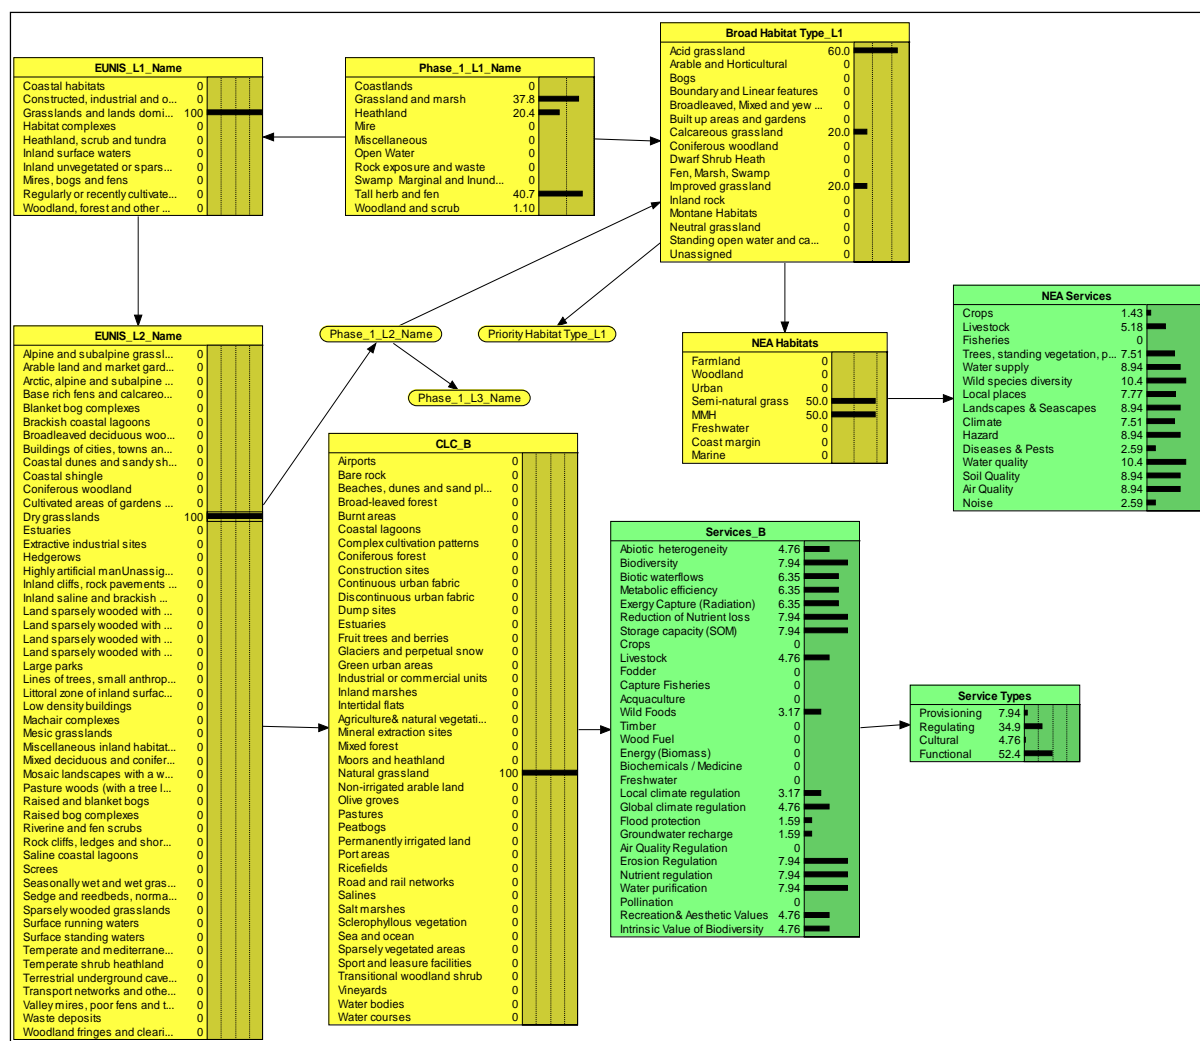 EUNIS_L1_Name
Coastal habitats 0
Constructed, industrial and o... 0
Grasslands and lands domi... 100
Habitat complexes 0
Heathland, scrub and tundra 0
Inland surface waters 0
Inland unvegetated or spars... 0
Mires, bogs and fens 0
Regularly or recently cultivate... 0
Woodland, forest and other ... 0
Phase_1_L1_Name
Coastlands 0
Grassland and marsh 37.8
Heathland 20.4
Mire 0
Miscellaneous 0
Open Water 0
Rock exposure and waste 0
Swamp Marginal and Inund... 0
Tall herb and fen 40.7
Woodland and scrub 1.10
Broad Habitat Type_L1
Acid grassland 60.0
Arable and Horticultural 0
Bogs 0
Boundary and Linear features 0
Broadleaved, Mixed and yew ... 0
Built up areas and gardens 0
Calcareous grassland 20.0
Coniferous woodland 0
Dwarf Shrub Heath 0
Fen, Marsh, Swamp 0
Improved grassland 20.0
Inland rock 0
Montane Habitats 0
Neutral grassland 0
Standing open water and ca... 0
Unassigned 0
EUNIS_L2_Name
Alpine and subalpine grassl... 0
Arable land and market gard... 0
Arctic, alpine and subalpine ... 0
Base rich fens and calcareo... 0
Blanket bog complexes 0
Brackish coastal lagoons 0
Broadleaved deciduous woo... 0
Buildings of cities, towns an... 0
Coastal dunes and sandy sh... 0
Coastal shingle 0
Coniferous woodland 0
Cultivated areas of gardens ... 0
Dry grasslands 100
Estuaries 0
Extractive industrial sites 0
Hedgerows 0
Highly artificial manUnassig... 0
Inland cliffs, rock pavements ... 0
Inland saline and brackish ... 0
Land sparsely wooded with ... 0
Land sparsely wooded with ... 0
Land sparsely wooded with ... 0
Land sparsely wooded with ... 0
Large parks 0
Lines of trees, small anthrop... 0
Littoral zone of inland surfac... 0
Low density buildings 0
Machair complexes 0
Mesic grasslands 0
Miscellaneous inland habitat... 0
Mixed deciduous and conifer... 0
Mosaic landscapes with a w... 0
Pasture woods (with a tree l... 0
Raised and blanket bogs 0
Raised bog complexes 0
Riverine and fen scrubs 0
Rock cliffs, ledges and shor... 0
Saline coastal lagoons 0
Screes 0
Seasonally wet and wet gras... 0
Sedge and reedbeds, norma... 0
Sparsely wooded grasslands 0
Surface running waters 0
Surface standing waters 0
Temperate and mediterrane... 0
Temperate shrub heathland 0
Terrestrial underground cave... 0
Transport networks and othe... 0
Valley mires, poor fens and t... 0
Waste deposits 0
Woodland fringes and cleari... 0
Phase_1_L2_Name
Priority Habitat Type_L1
Phase_1_L3_Name
NEA Habitats
Farmland 0
Woodland 0
Urban 0
Semi-natural grass 50.0
MMH 50.0
Freshwater 0
Coast margin 0
Marine 0
NEA Services
Crops 1.43
Livestock 5.18
Fisheries 0
Trees, standing vegetation, p... 7.51
Water supply 8.94
Wild species diversity 10.4
Local places 7.77
Landscapes & Seascapes 8.94
Climate 7.51
Hazard 8.94
Diseases & Pests 2.59
Water quality 10.4
Soil Quality 8.94
Air Quality 8.94
Noise 2.59
CLC_B
Airports 0
Bare rock 0
Beaches, dunes and sand pl... 0
Broad-leaved forest 0
Burnt areas 0
Coastal lagoons 0
Complex cultivation patterns 0
Coniferous forest 0
Construction sites 0
Continuous urban fabric 0
Discontinuous urban fabric 0
Dump sites 0
Estuaries 0
Fruit trees and berries 0
Glaciers and perpetual snow 0
Green urban areas 0
Industrial or commercial units 0
Inland marshes 0
Intertidal flats 0
Agriculture& natural vegetati... 0
Mineral extraction sites 0
Mixed forest 0
Moors and heathland 0
Natural grassland 100
Non-irrigated arable land 0
Olive groves 0
Pastures 0
Peatbogs 0
Permanently irrigated land 0
Port areas 0
Ricefields 0
Road and rail networks 0
Salines 0
Salt marshes 0
Sclerophyllous vegetation 0
Sea and ocean 0
Sparsely vegetated areas 0
Sport and leasure facilities 0
Transitional woodland shrub 0
Vineyards 0
Water bodies 0
Water courses 0
Services_B
Abiotic heterogeneity 4.76
Biodiversity 7.94
Biotic waterflows 6.35
Metabolic efficiency 6.35
Exergy Capture (Radiation) 6.35
Reduction of Nutrient loss 7.94
Storage capacity (SOM) 7.94
Crops 0
Livestock 4.76
Fodder 0
Capture Fisheries 0
Acquaculture 0
Wild Foods 3.17
Timber 0
Wood Fuel 0
Energy (Biomass) 0
Biochemicals / Medicine 0
Freshwater 0
Local climate regulation 3.17
Global climate regulation 4.76
Flood protection 1.59
Groundwater recharge 1.59
Air Quality Regulation 0
Erosion Regulation 7.94
Nutrient regulation 7.94
Water purification 7.94
Pollination 0
Recreation& Aesthetic Values 4.76
Intrinsic Value of Biodiversity 4.76
Service Types
Provisioning 7.94
Regulating 34.9
Cultural 4.76
Functional 52.4